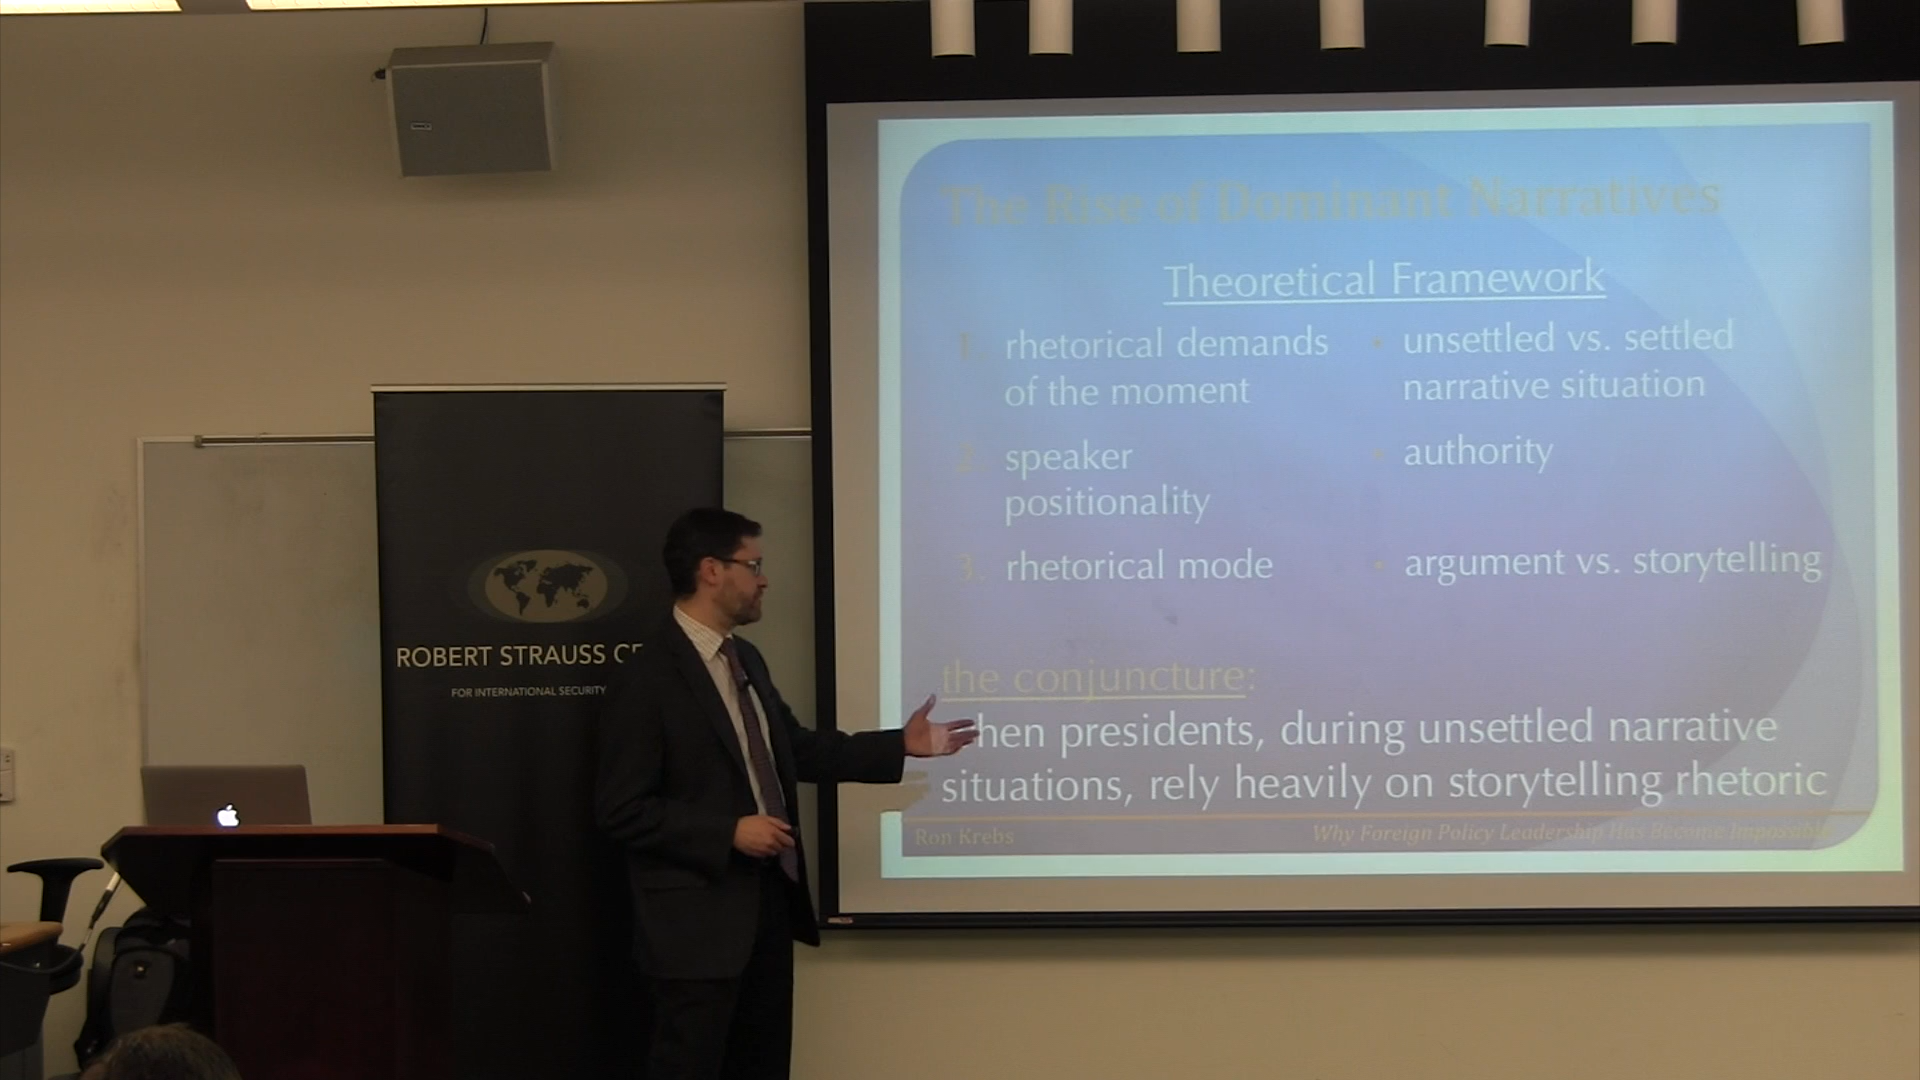 The Rise of Dominant Narratives
Theoretical Framework
1. rhetorical demands
of the moment
• unsettled vs. settled
narrative situation
2. speaker
positionality
• authority
3. rhetorical mode
• argument vs. storytelling
the conjuncture:
hen presidents, during unsettled narrative
situations, rely heavily on storytelling rhetoric
Ron Krebs
Why Foreign Policy Leadership Has Become Impossible
ROBERT STRAUSS CE
FOR INTERNATIONAL SECURITY